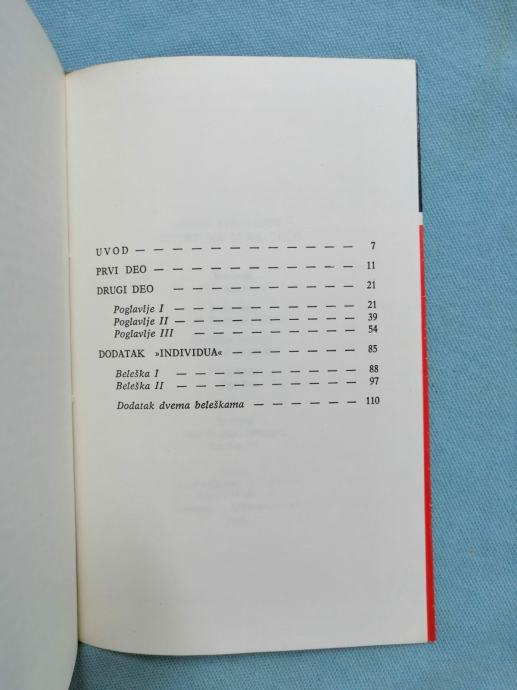 UVOD — — — — — — — — — — — — — 7
PRVI DEO — — — — — — — — — — — — 11
DRUGI DEO — — — — — — — — — — — 21
Poglavlje I — — — — — — — — — — — 21
Poglavlje II — — — — — — — — — — — 39
Poglavlje III — — — — — — — — — — 54
DODATAK »INDIVIDUA« — — — — — — — — 85
Beleška I — — — — — — — — — — — 88
Beleška II — — — — — — — — — — — 97
Dodatak dvema beleškama — — — — — — — 110